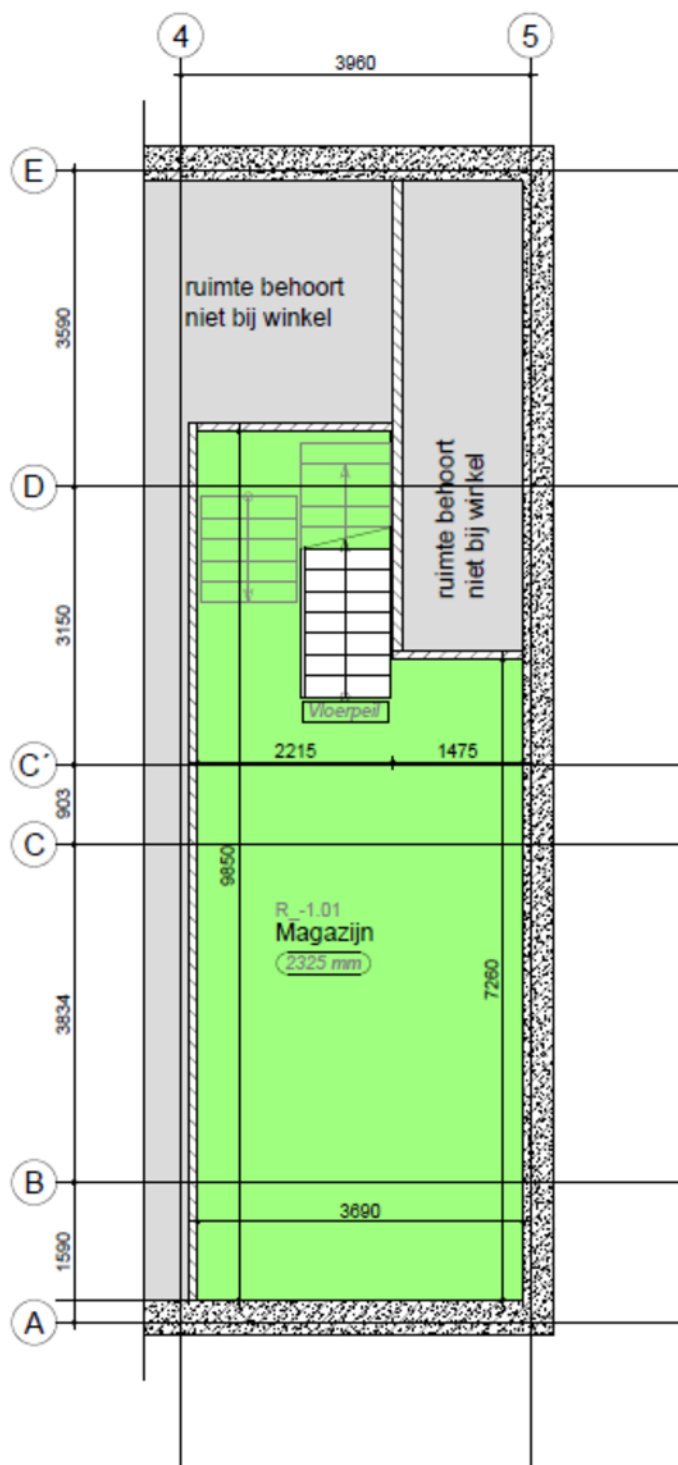 4
5
3960
E
ruimte behoort
niet bij winkel
3590
ruimte behoort
niet bij winkel
D
3150
Vloerpeil
2215
1475
C´
903
C
9850
R_-1.01
Magazijn
2325 mm
7260
3834
B
3690
1590
A